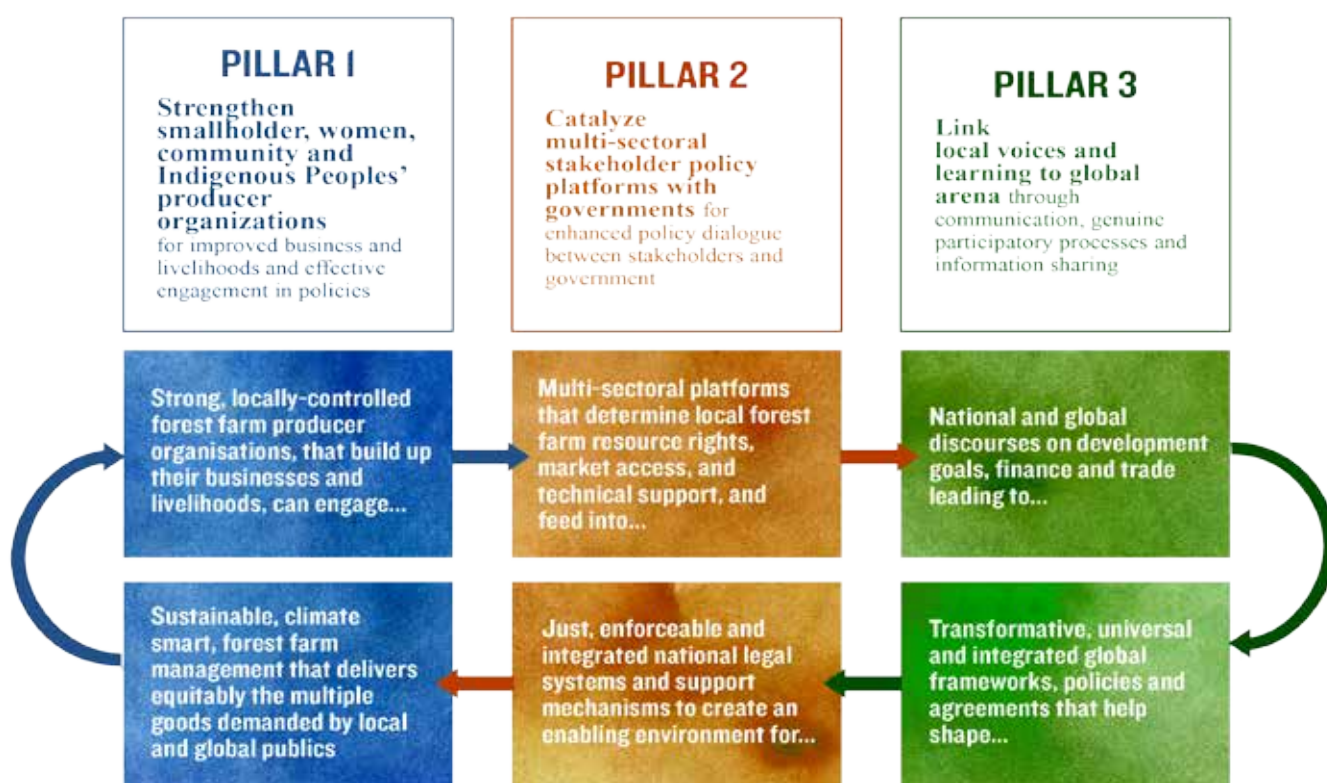 PILLAR 1
Strengthen
smallholder, women,
community and
Indigenous Peoples’
producer
organizations
for improved business and
livelihoods and effective
engagement in policies
PILLAR 2
Catalyze
multi-sectoral
stakeholder policy
platforms with
governments for
enhanced policy dialogue
between stakeholders and
government
PILLAR 3
Link
local voices and
learning to global
arena through
communication, genuine
participatory processes and
information sharing
Strong, locally-controlled
forest farm producer
organisations, that build up
their businesses and
livelihoods, can engage...
Multi-sectoral platforms
that determine local forest
farm resource rights,
market access, and
technical support, and
feed into...
National and global
discourses on development
goals, finance and trade
leading to...
Transformative, universal
and integrated global
frameworks, policies and
agreements that help
shape...
Just, enforceable and
integrated national legal
systems and support
mechanisms to create an
enabling environment for...
Sustainable, climate
smart, forest farm
management that delivers
equitably the multiple
goods demanded by local
and global publics